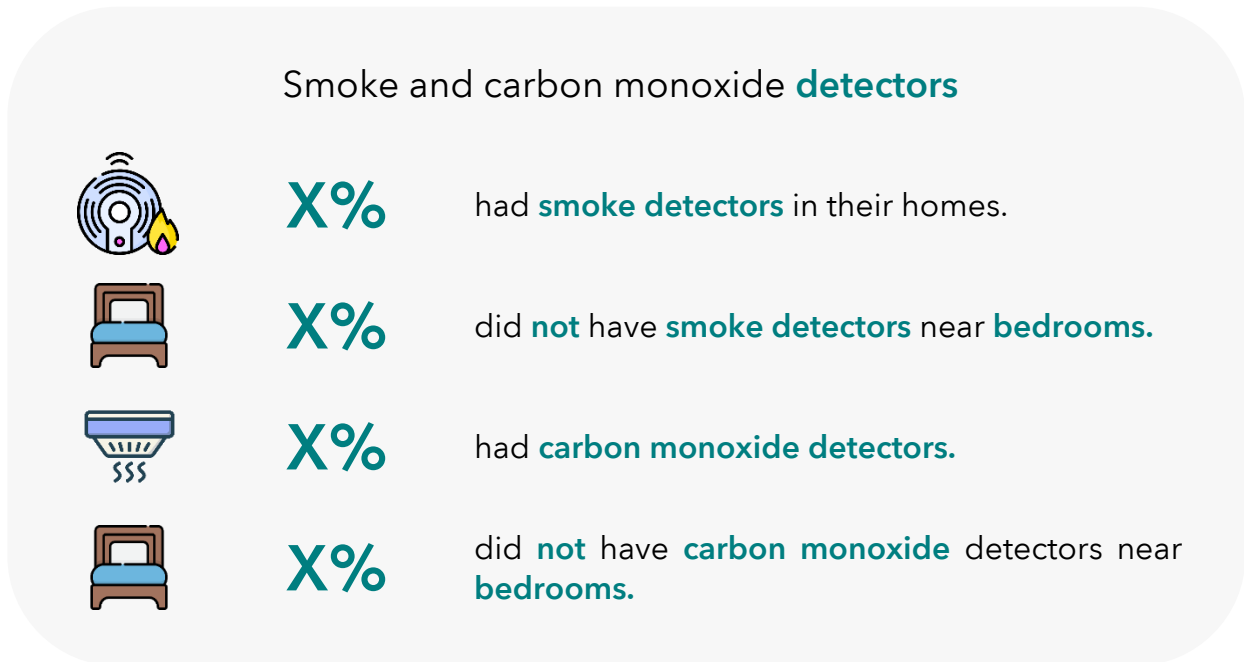 Smoke and carbon monoxide detectors
X%
had smoke detectors in their homes.
X%
did not have smoke detectors near bedrooms.
X%
had carbon monoxide detectors.
X%
did not have carbon monoxide detectors near
bedrooms.